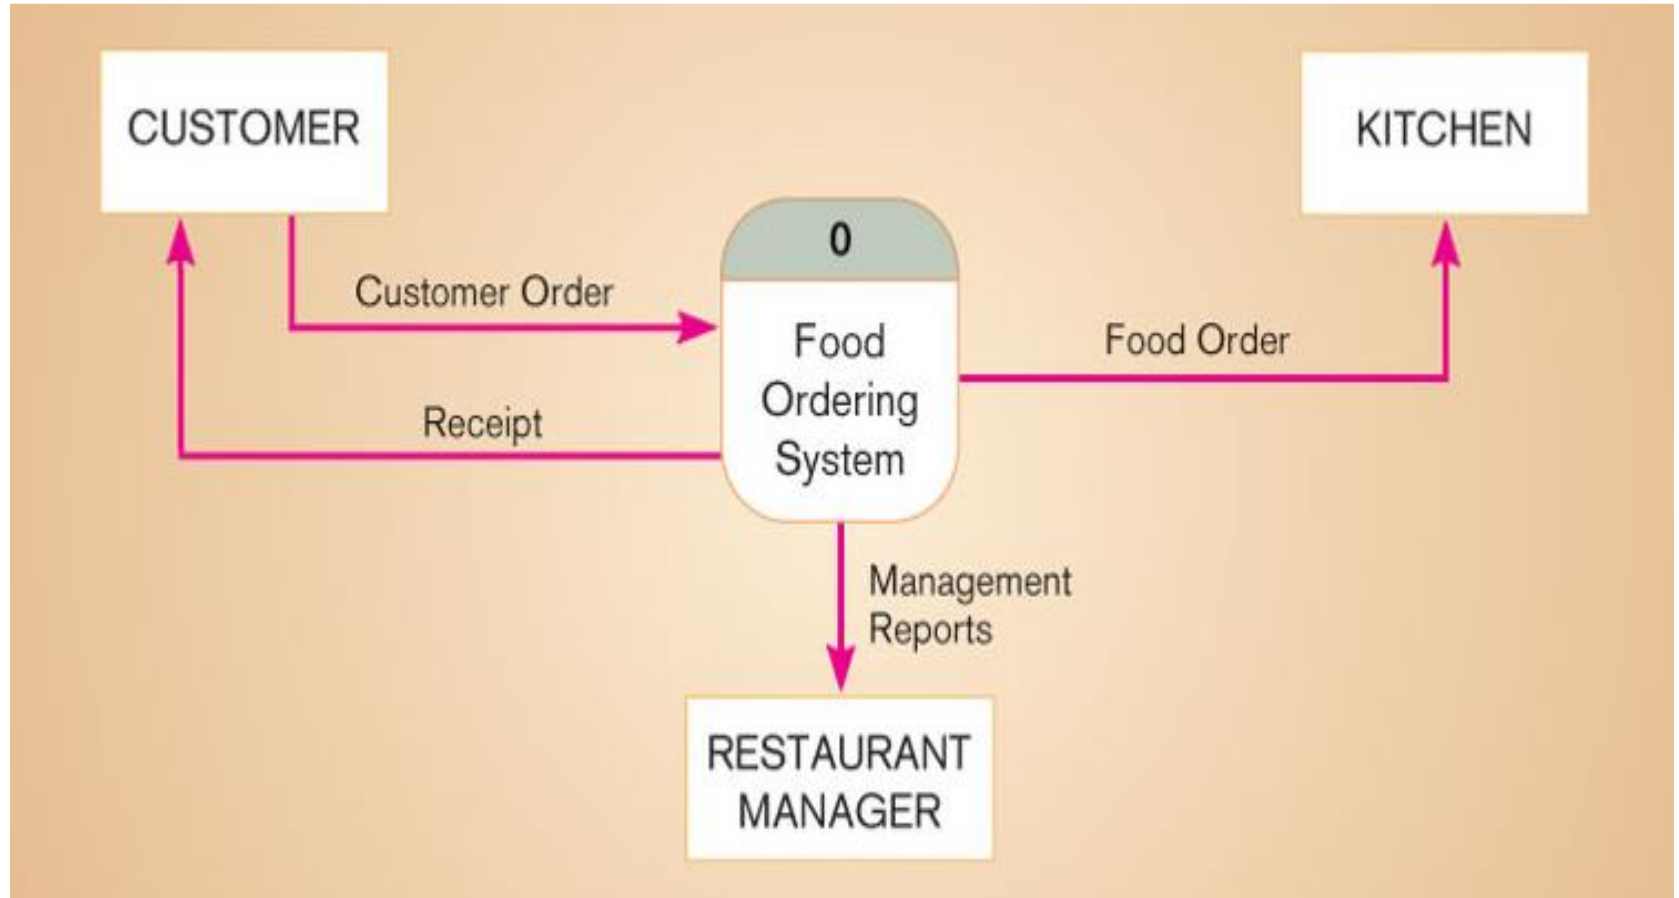 CUSTOMER
KITCHEN
0
Customer Order
Food
Ordering
System
Food Order
Receipt
Management
Reports
RESTAURANT
MANAGER